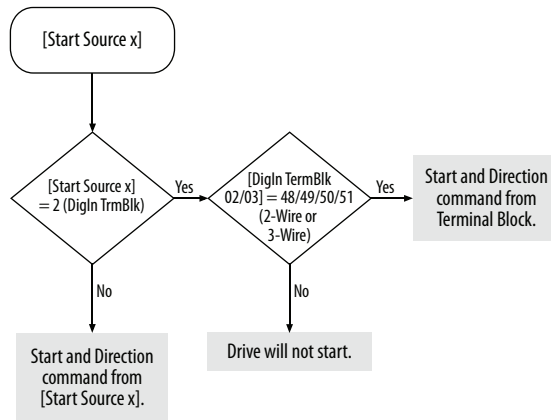 [Start Source x]
[Start Source x]
= 2 (DigIn TrmBlk)
Yes
[DigIn TermBlk
02/03] = 48/49/50/51
(2-Wire or
3-Wire)
Yes
Start and Direction
command from
Terminal Block.
No
No
Start and Direction
command from
[Start Source x].
Drive will not start.